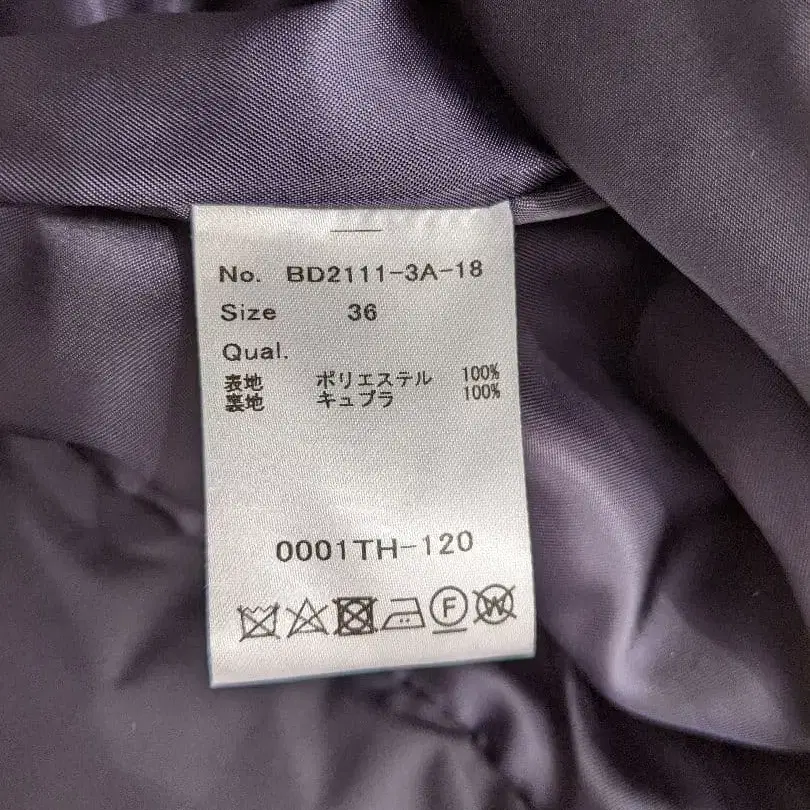 No. BD2111-3A-18
Size 36
Qual.
表地 ポリエステル 100%
裏地 キュプラ 100%
0001TH-120
F W